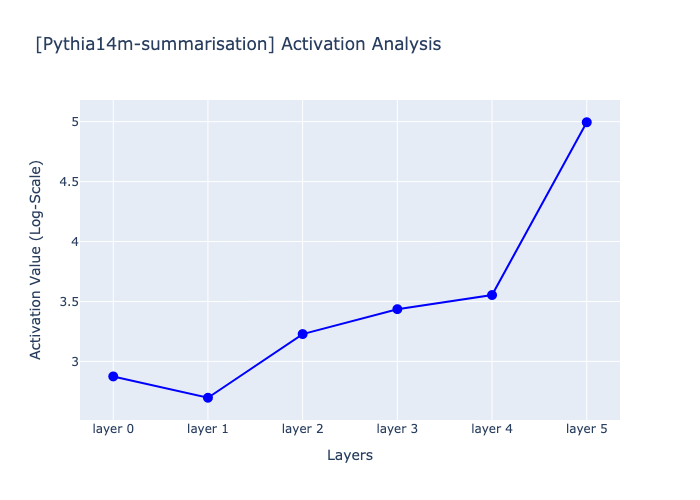 [Pythia14m-summarisation] Activation Analysis
Activation Value (Log-Scale)
5
4.5
4
3.5
3
layer 0 layer 1 layer 2 layer 3 layer 4 layer 5
Layers